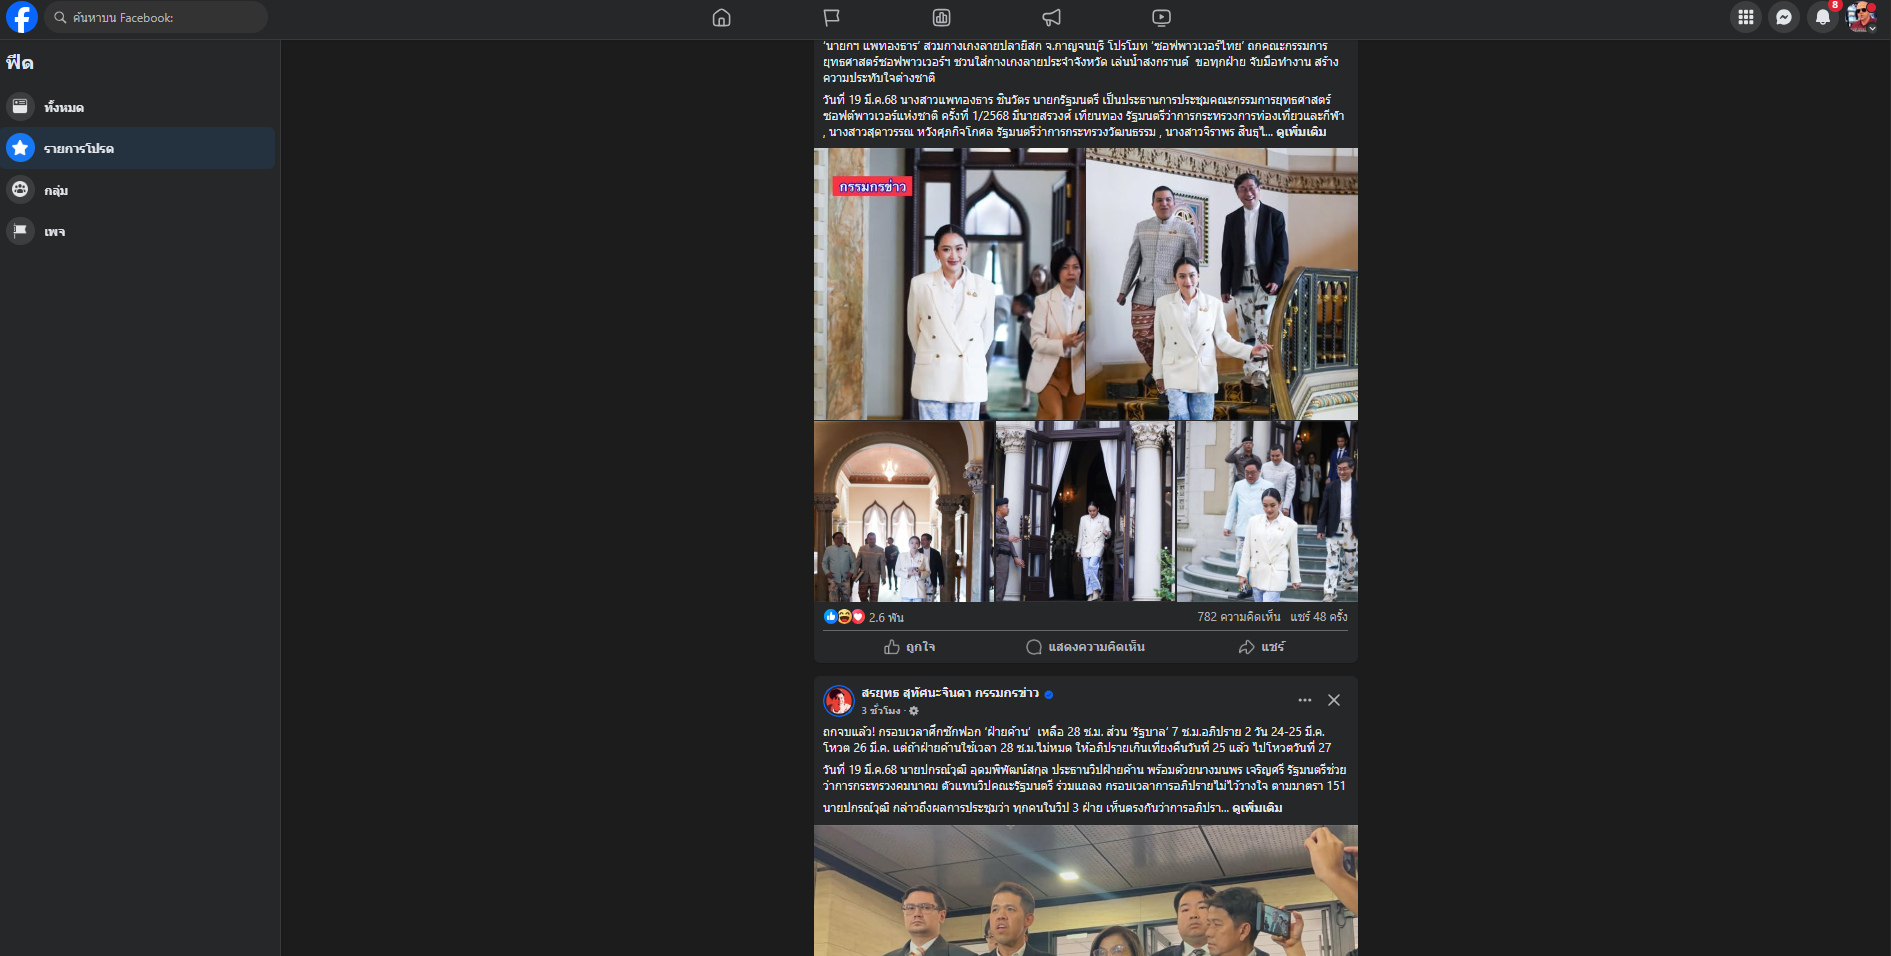 ค้นหาบน Facebook:
8
ฟีด
ทั้งหมด
รายการโปรด
กลุ่ม
เพจ
'นายกฯ แพทองธาร' สวมกางเกงลายปลายี่สก จ.กาญจนบุรี โปรโมท 'ซอฟพาวเวอร์ไทย' ถกคณะกรรมการ
ยุทธศาสตร์ซอฟพาวเวอร์ฯ ชวนใส่กางเกงลายประจำจังหวัด เล่นน้ำสงกรานต์ ขอทุกฝ่าย จับมือทำงาน สร้าง
ความประทับใจต่างชาติ
วันที่ 19 มี.ค.68 นางสาวแพทองธาร ชินวัตร นายกรัฐมนตรี เป็นประธานการประชุมคณะกรรมการยุทธศาสตร์
ซอฟต์พาวเวอร์แห่งชาติ ครั้งที่ 1/2568 มีนายสรวงศ์ เทียนทอง รัฐมนตรีว่าการกระทรวงการท่องเที่ยวและกีฬา
, นางสาวสุดาวรรณ หวังศุภกิจโกศล รัฐมนตรีว่าการกระทรวงวัฒนธรรม , นางสาวจิราพร สินธุไ... ดูเพิ่มเติม
กรรมกรข่าว
2.6 พัน
782 ความคิดเห็น แชร์ 48 ครั้ง
ถูกใจ แสดงความคิดเห็น แชร์
สรยุทธ สุทัศนะจินดา กรรมกรข่าว
3 ชั่วโมง ·
ถกจบแล้ว! กรอบเวลาศึกซักฟอก 'ฝ่ายค้าน' เหลือ 28 ช.ม. ส่วน 'รัฐบาล' 7 ช.ม.อภิปราย 2 วัน 24-25 มี.ค.
โหวต 26 มี.ค. แต่ถ้าฝ่ายค้านใช้เวลา 28 ช.ม.ไม่หมด ให้อภิปรายเกินเที่ยงคืนวันที่ 25 แล้ว ไปโหวตวันที่ 27
วันที่ 19 มี.ค.68 นายปกรณ์วุฒิ อุดมพิพัฒน์สกุล ประธานวิปฝ่ายค้าน พร้อมด้วยนางมนพร เจริญศรี รัฐมนตรีช่วย
ว่าการกระทรวงคมนาคม ตัวแทนวิปคณะรัฐมนตรี ร่วมแถลง กรอบเวลาการอภิปรายไม่ไว้วางใจ ตามมาตรา 151
นายปกรณ์วุฒิ กล่าวถึงผลการประชุมว่า ทุกคนในวิป 3 ฝ่าย เห็นตรงกันว่าการอภิปรา... ดูเพิ่มเติม